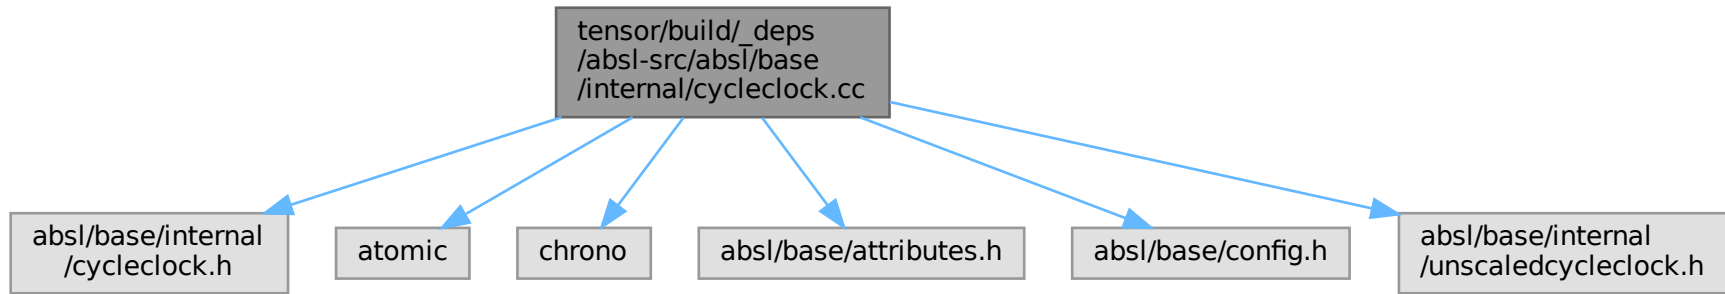 tensor/build/_deps
/absl-src/absl/base
/internal/cycleclock.cc
absl/base/internal
/cycleclock.h
atomic
chrono
absl/base/attributes.h
absl/base/config.h
absl/base/internal
/unscaledcycleclock.h